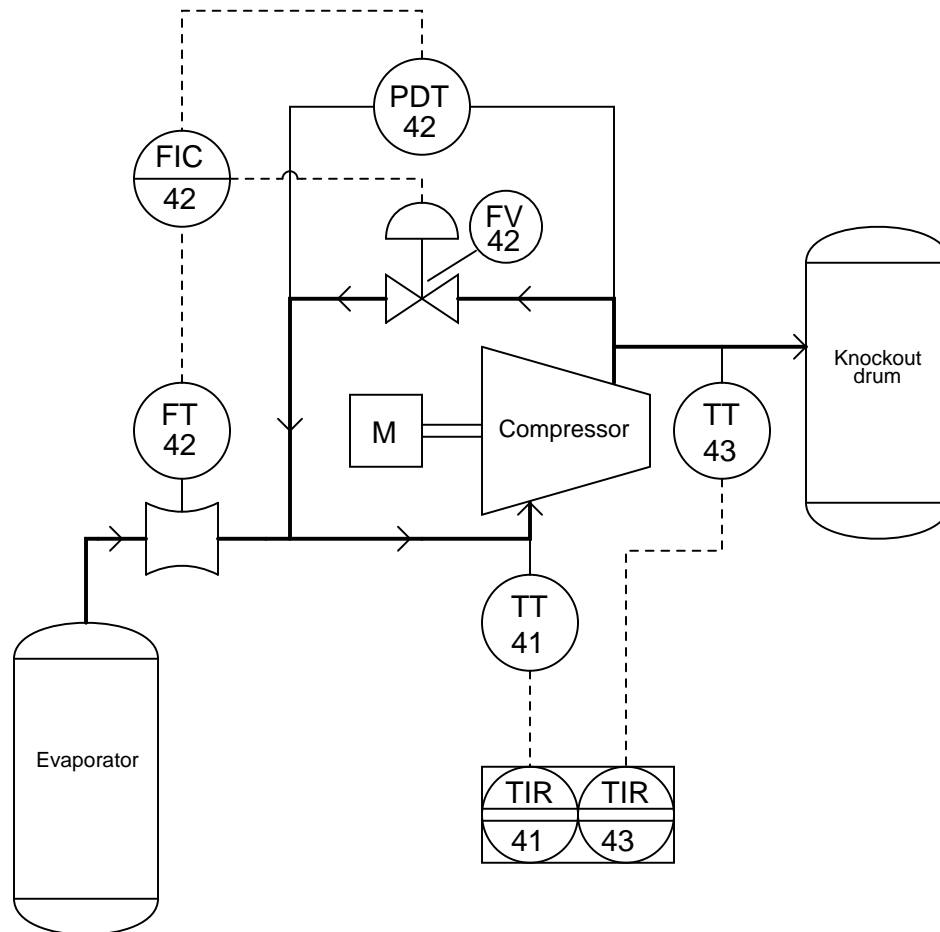 PDT
42
FIC
42
FV
42
Knockout
drum
FT
42
M
Compressor
TT
43
TT
41
Evaporator
TIR
41
TIR
43